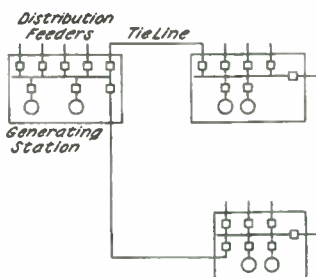 Distribution
Feeders
Tie Line
Generating
Station